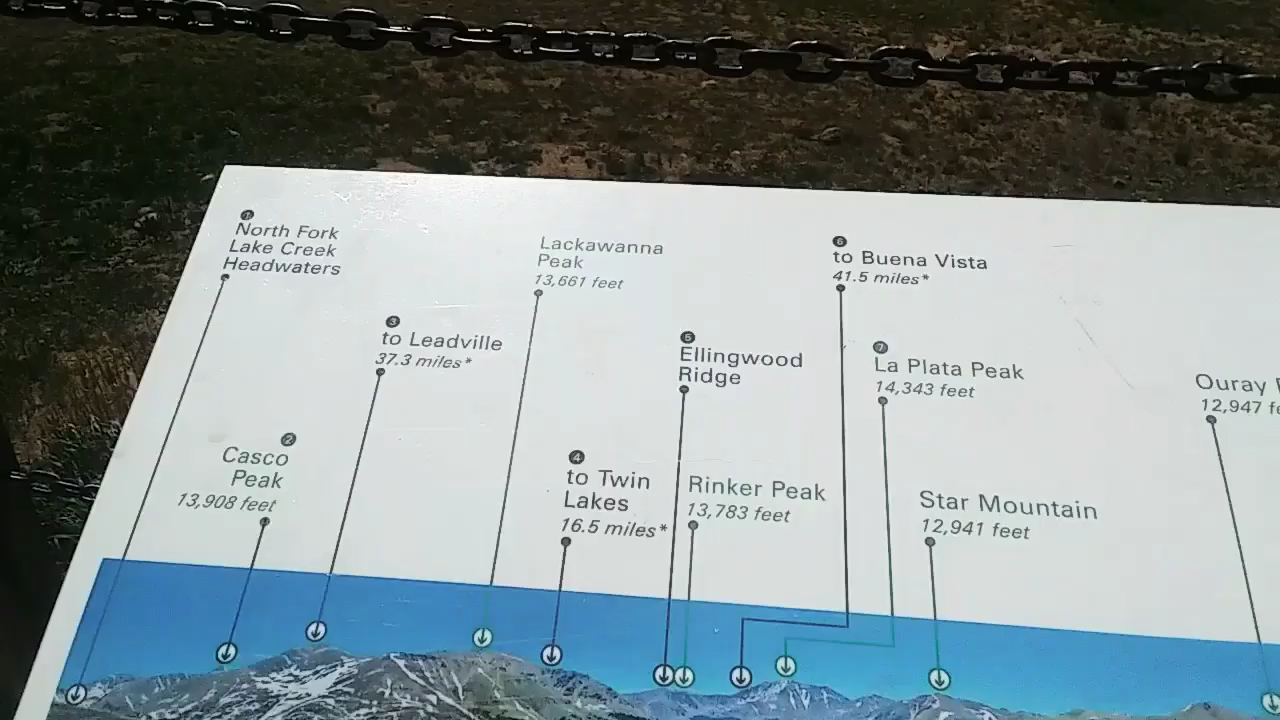 1
North Fork
Lake Creek
Headwaters
2
Casco
Peak
13,908 feet
3
to Leadville
37.3 miles*
Lackawanna
Peak
13,661 feet
4
to Twin
Lakes
16.5 miles*
5
Ellingwood
Ridge
Rinker Peak
13,783 feet
6
to Buena Vista
41.5 miles*
7
La Plata Peak
14,343 feet
Star Mountain
12,941 feet
Ouray
12,947